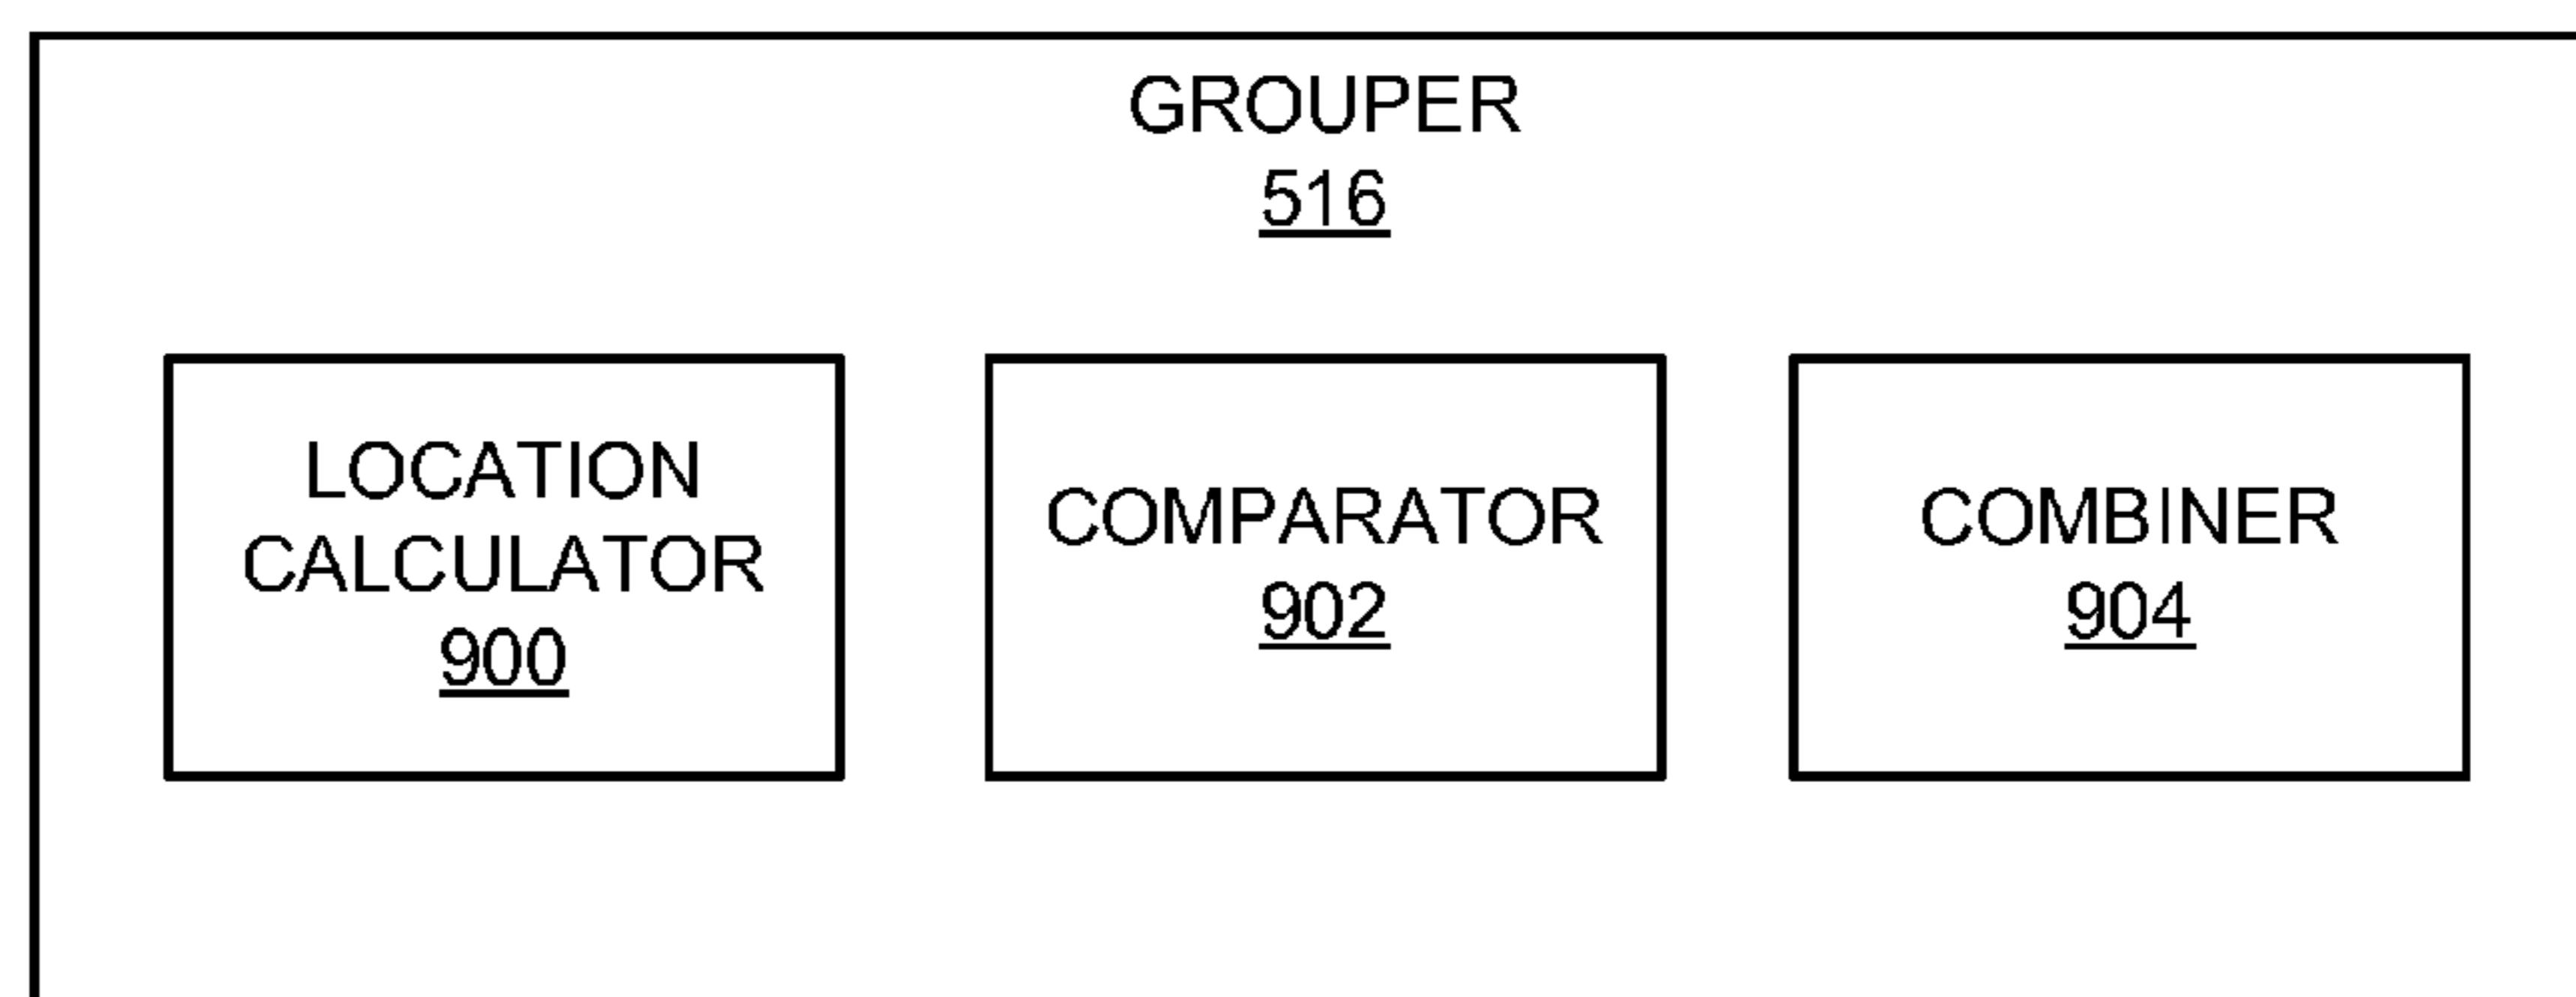 GROUPER
516
LOCATION
CALCULATOR
900
COMPARATOR
902
COMBINER
904